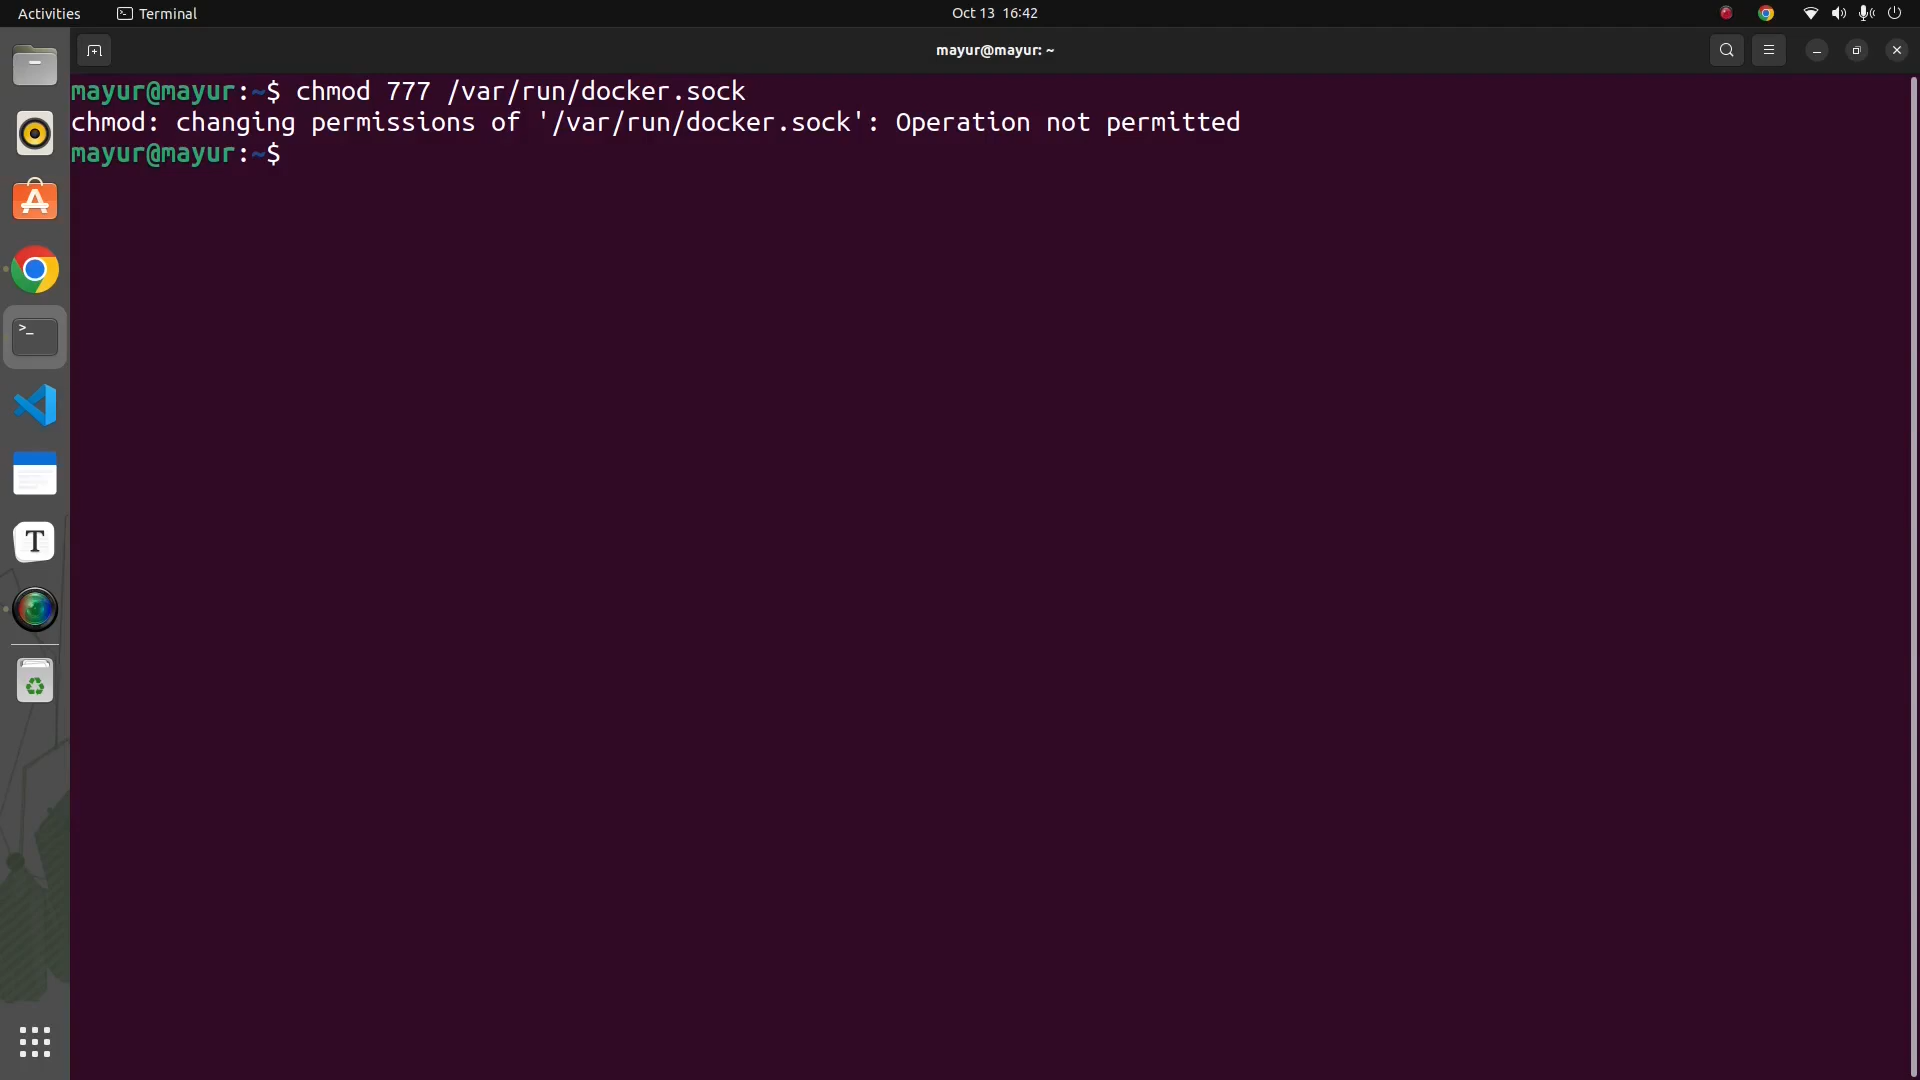 Activities
Terminal
Oct 13 16:42
mayur@mayur: ~
mayur@mayur:~$ chmod 777 /var/run/docker.sock
chmod: changing permissions of '/var/run/docker.sock': Operation not permitted
mayur@mayur:~$
>_
T